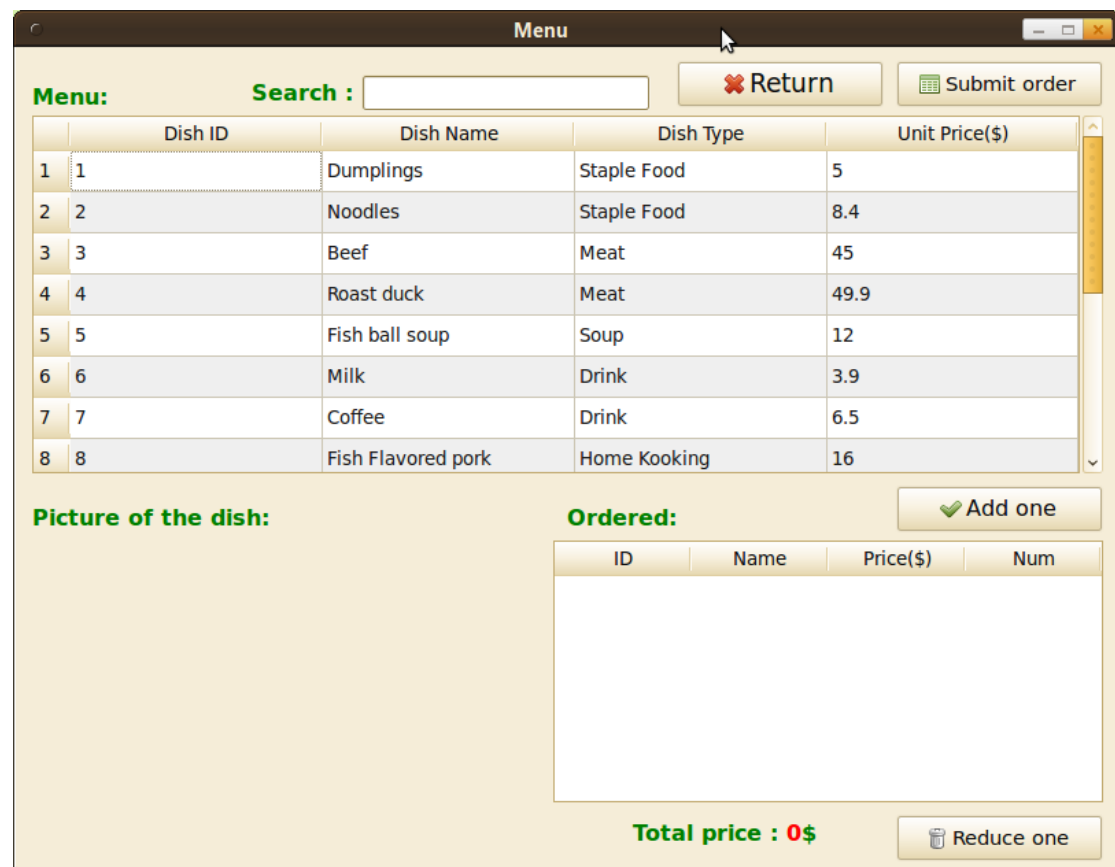 Menu
Menu: Search : Return Submit order
Dish ID Dish Name Dish Type Unit Price($)
1 1 Dumplings Staple Food 5
2 2 Noodles Staple Food 8.4
3 3 Beef Meat 45
4 4 Roast duck Meat 49.9
5 5 Fish ball soup Soup 12
6 6 Milk Drink 3.9
7 7 Coffee Drink 6.5
8 8 Fish Flavored pork Home Kooking 16
Picture of the dish: Ordered: Add one
ID Name Price($) Num
Total price : 0$ Reduce one